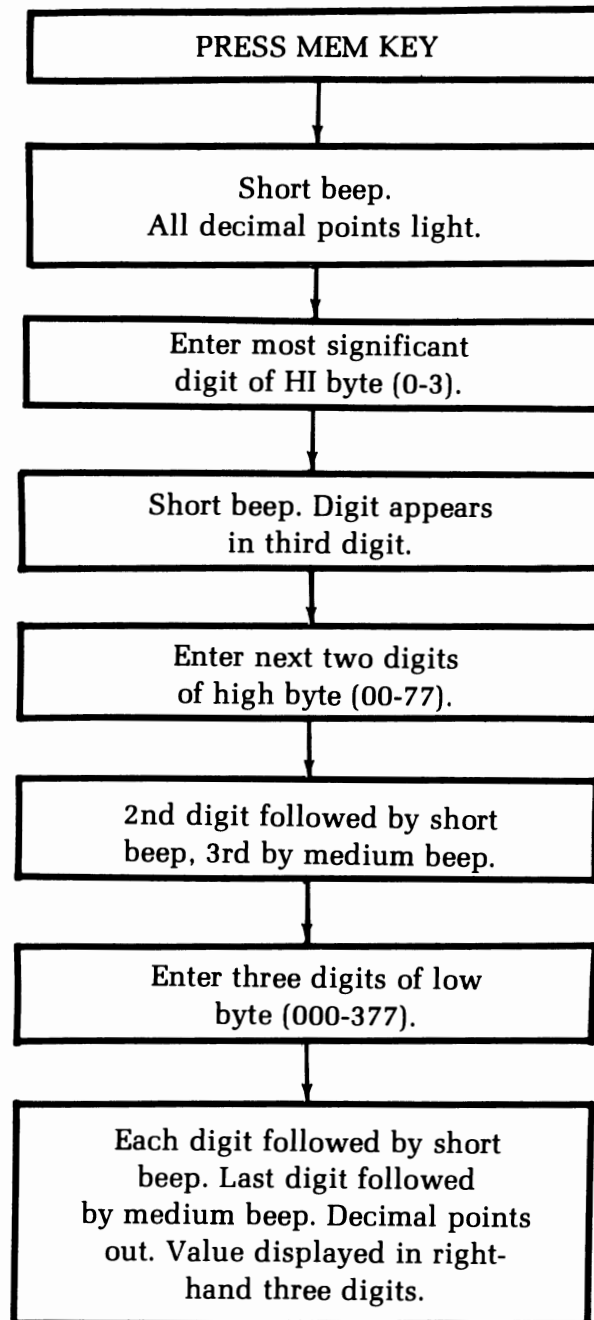 PRESS MEM KEY
Short beep.
All decimal points light.
Enter most significant
digit of HI byte (0-3).
Short beep. Digit appears
in third digit.
Enter next two digits
of high byte (00-77).
2nd digit followed by short
beep, 3rd by medium beep.
Enter three digits of low
byte (000-377).
Each digit followed by short
beep. Last digit followed
by medium beep. Decimal points
out. Value displayed in right-
hand three digits.